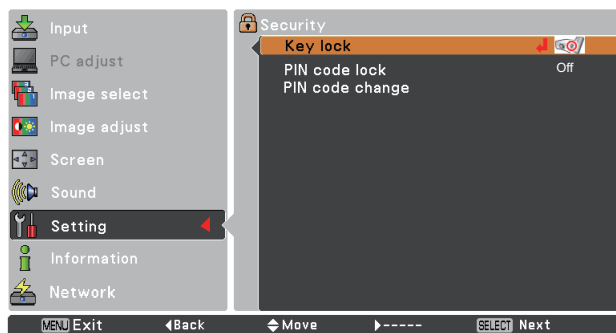 Input
PC adjust
Image select
Image adjust
Screen
Sound
Setting
Information
Network
Security
Key lock
PIN code lock Off
PIN code change
MENU Exit ◀Back ◆Move ▶----- SELECT Next